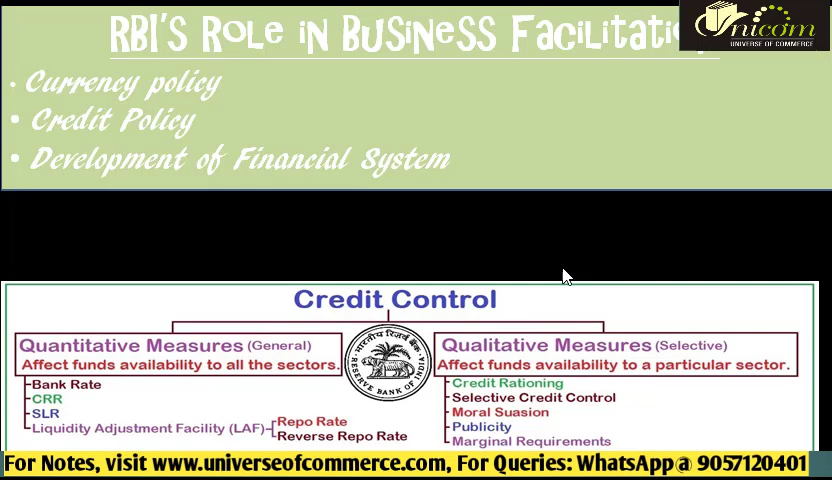 RBI'S ROLE IN BUSINESS FACILITATIO
Unicom
UNIVERSE OF COMMERCE
• Currency policy
• Credit Policy
• Development of Financial System
Credit Control
Quantitative Measures (General)
Affect funds availability to all the sectors.
Bank Rate
CRR
SLR
Liquidity Adjustment Facility (LAF)
Repo Rate
Reverse Repo Rate
भारतीय रिज़र्व बैंक
RESERVE BANK OF INDIA
Qualitative Measures (Selective)
Affect funds availability to a particular sector.
Credit Rationing
Selective Credit Control
Moral Suasion
Publicity
Marginal Requirements
For Notes, visit www.universeofcommerce.com, For Queries: WhatsApp@ 9057120401